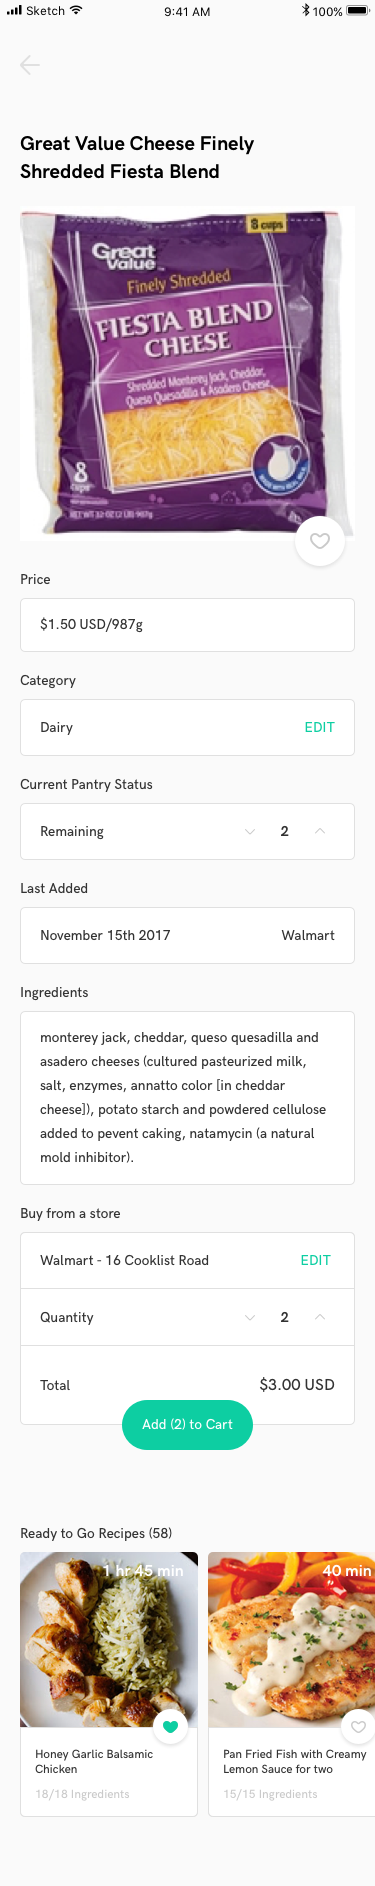 Sketch 9:41 AM 100%
Great Value Cheese Finely
Shredded Fiesta Blend
8 cups
Great
Value
Finely Shredded
FIESTA BLEND
CHEESE
Shredded Monterey Jack, Cheddar,
Queso Quesadilla & Asadero Cheese
8
cups
MADE WITH REAL MILK
NET WT 32 OZ (2 LB) 907g
Price
$1.50 USD/987g
Category
Dairy EDIT
Current Pantry Status
Remaining 2
Last Added
November 15th 2017 Walmart
Ingredients
monterey jack, cheddar, queso quesadilla and
asadero cheeses (cultured pasteurized milk,
salt, enzymes, annatto color [in cheddar
cheese]), potato starch and powdered cellulose
added to pevent caking, natamycin (a natural
mold inhibitor).
Buy from a store
Walmart - 16 Cooklist Road EDIT
Quantity 2
Total $3.00 USD
Add (2) to Cart
Ready to Go Recipes (58)
1 hr 45 min
40 min
Honey Garlic Balsamic
Chicken
18/18 Ingredients
Pan Fried Fish with Creamy
Lemon Sauce for two
15/15 Ingredients